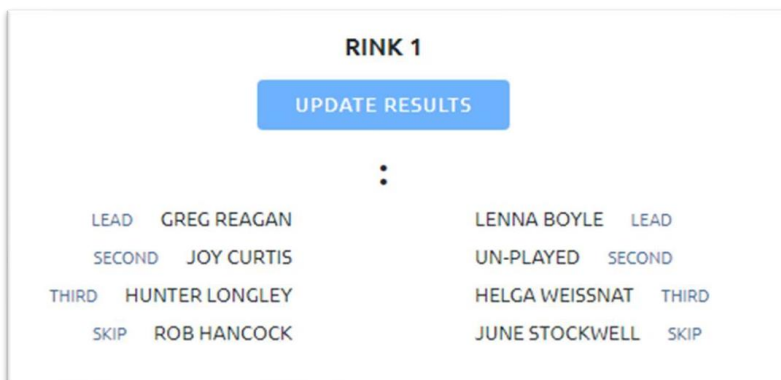 RINK 1
UPDATE RESULTS
:
LEAD GREG REAGAN LENNA BOYLE LEAD
SECOND JOY CURTIS UN-PLAYED SECOND
THIRD HUNTER LONGLEY HELGA WEISSNAT THIRD
SKIP ROB HANCOCK JUNE STOCKWELL SKIP